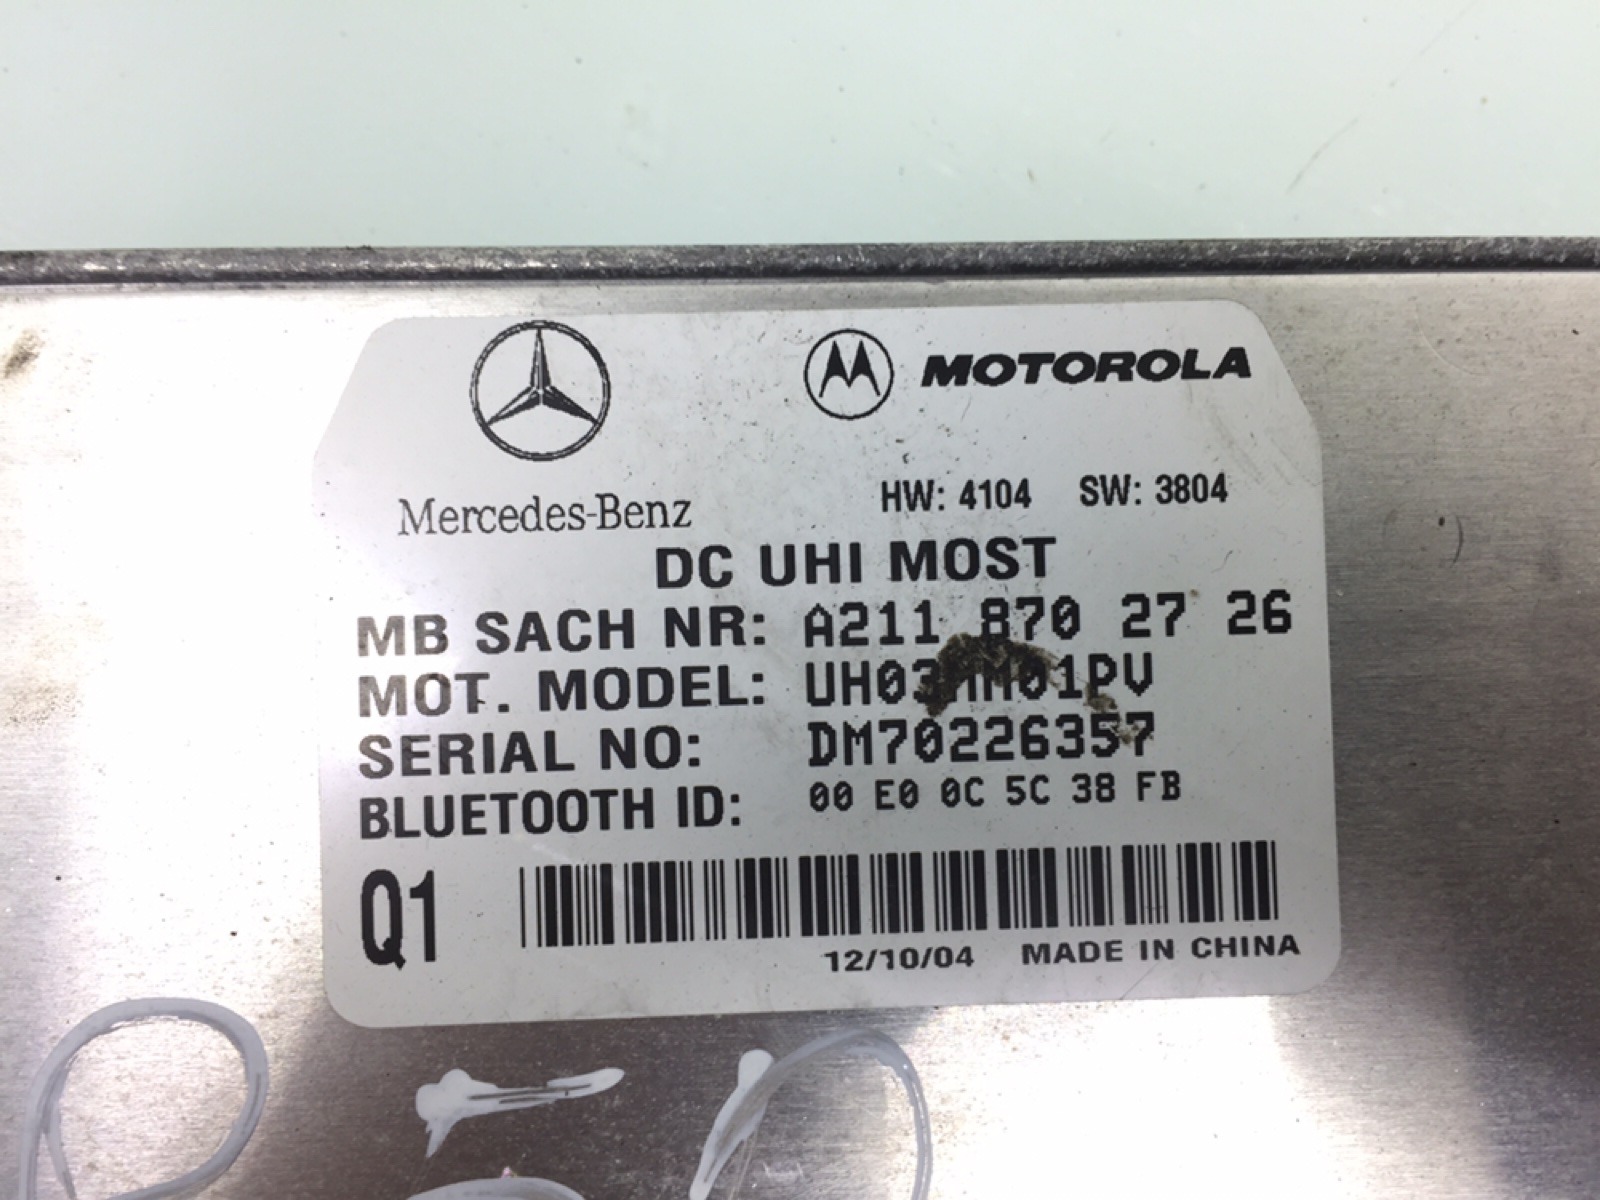 MOTOROLA
Mercedes-Benz
HW: 4104 SW: 3804
DC UHI MOST
MB SACH NR: A211 870 27 26
MOT. MODEL:
SERIAL NO: DM70226357
BLUETOOTH ID: 00 E0 0C 5C 38 FB
Q1
12/10/04 MADE IN CHINA